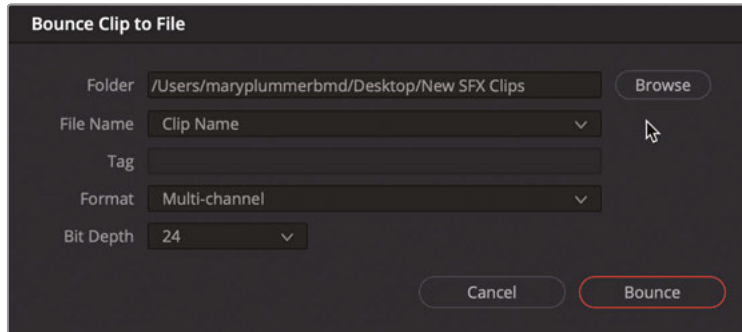 Bounce Clip to File
Folder /Users/maryplummerbmd/Desktop/New SFX Clips Browse
File Name Clip Name
Tag
Format Multi-channel
Bit Depth 24
Cancel Bounce